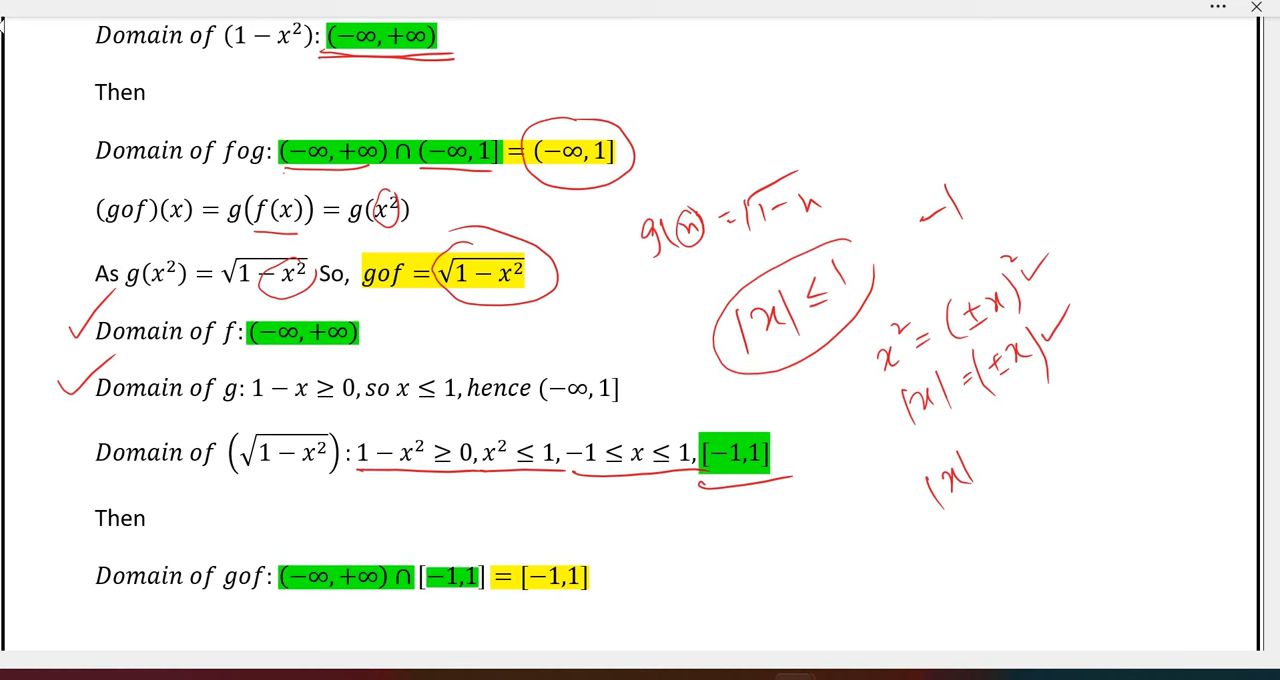 Domain of (1 − x²): (−∞, +∞)
Then
Domain of fog: (−∞, +∞) ∩ (−∞, 1] = (−∞, 1]
(gof)(x) = g(f(x)) = g(x²)
g(x) = √1−x
−1
As g(x²) = √(1 − x²) So, gof = √(1 − x²)
|x| ≤ 1
x² = (±x)² ✓
Domain of f: (−∞, +∞)
|x| = (±x) ✓
Domain of g: 1 − x ≥ 0, so x ≤ 1, hence (−∞, 1]
Domain of (√(1 − x²)): 1 − x² ≥ 0, x² ≤ 1, −1 ≤ x ≤ 1, [−1,1]
|x|
Then
Domain of gof: (−∞, +∞) ∩ [−1,1] = [−1,1]